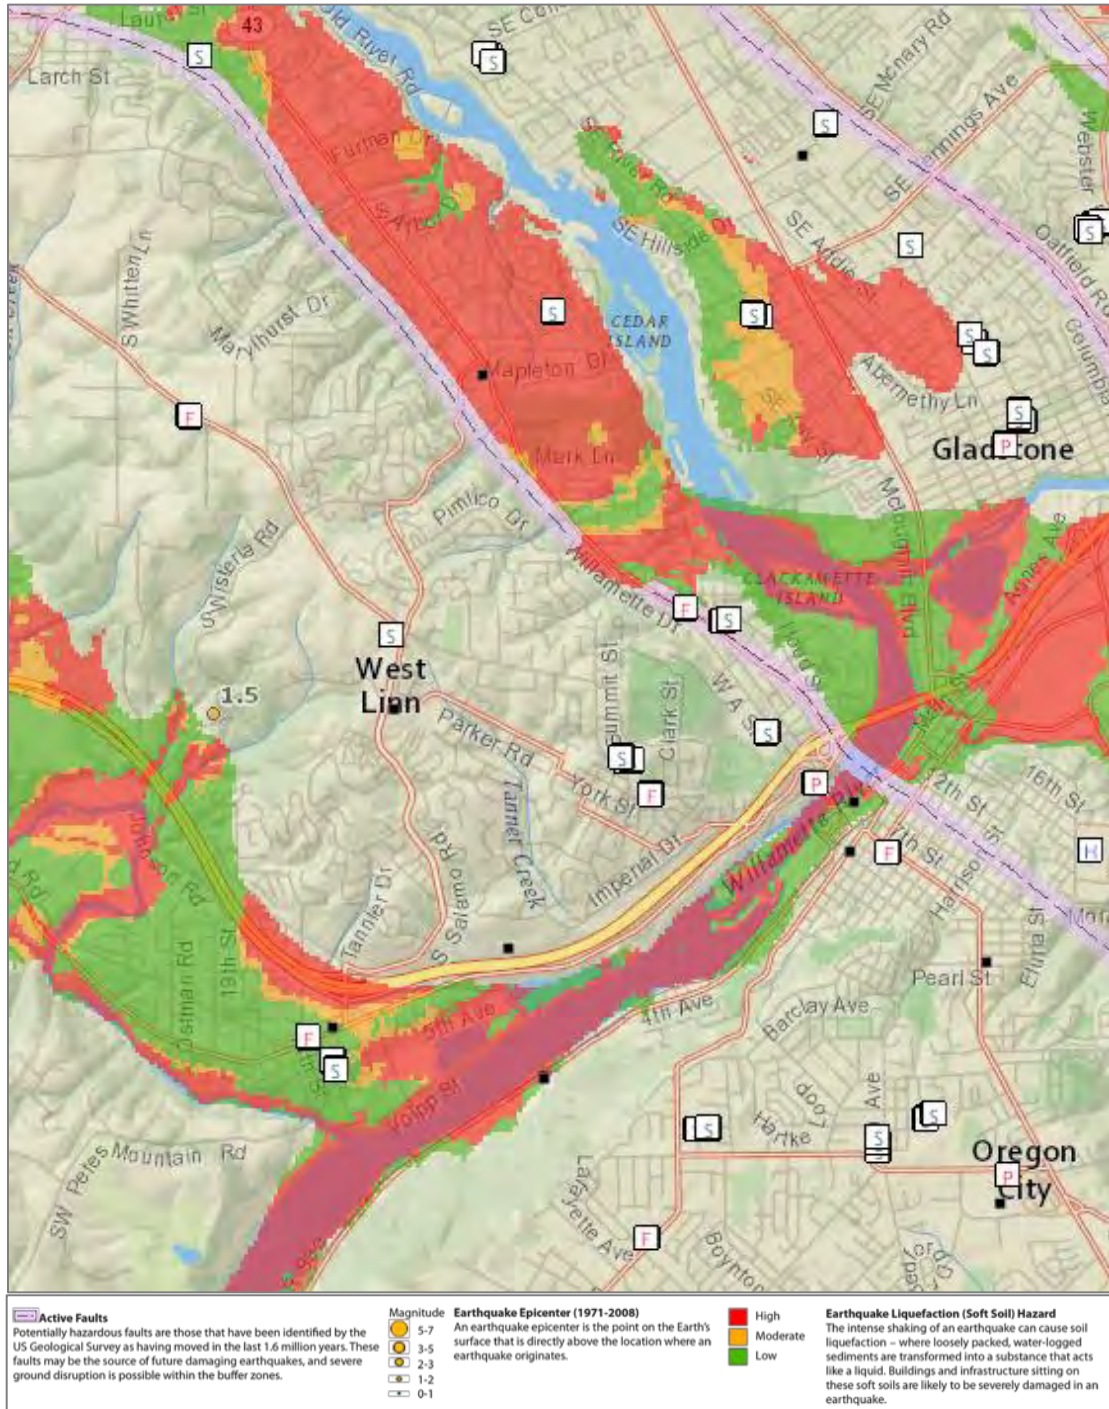 Laurel St
43
Larch St
Old River Rd
SE McNary Rd
SE Jennings Ave
Webster
Furman Dr
S Arbor Dr
SE River Rd
SE Hillside Dr
SE Addie St
Oatfield Rd
Columbia
S Whitten Ln
Marylhurst Dr
CEDAR
ISLAND
Mapleton Dr
Abernethy Ln
Mark Ln
Gladstone
Pimlico Dr
Mcloughlin Blvd
Agnes Ave
S Wisteria Rd
Willamette Dr
CLACKAMETTE
ISLAND
1.5
West
Linn
Summit St
Clark St
W A St
Parker Rd
York St
12th St
16th St
7th St
Tanner Creek
Imperial Dr
Willamette Riv
Johnson Rd
S Salamo Rd
Tannler Dr
Ostman Rd
19th St
Pearl St
Elima St
4th Ave
5th Ave
Barclay Ave
Volpp St
Hartke
Loop
Ave
SW Petes
Mountain Rd
Oregon
City
Lafayette Ave
Boynton
Active Faults
Potentially hazardous faults are those that have been identified by the
US Geological Survey as having moved in the last 1.6 million years. These
faults may be the source of future damaging earthquakes, and severe
ground disruption is possible within the buffer zones.
Magnitude
5-7
3-5
2-3
1-2
0-1
Earthquake Epicenter (1971-2008)
An earthquake epicenter is the point on the Earth's
surface that is directly above the location where an
earthquake originates.
High
Moderate
Low
Earthquake Liquefaction (Soft Soil) Hazard
The intense shaking of an earthquake can cause soil
liquefaction – where loosely packed, water-logged
sediments are transformed into a substance that acts
like a liquid. Buildings and infrastructure sitting on
these soft soils are likely to be severely damaged in an
earthquake.